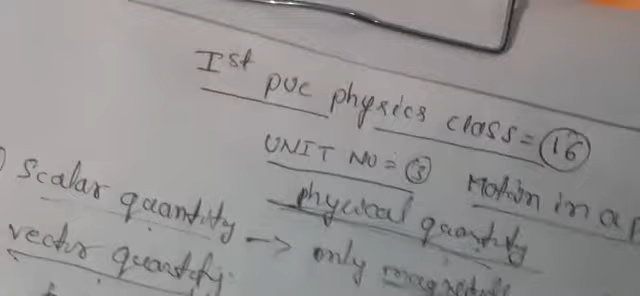 Ist PUC physics class = 16
UNIT NO = 3 Motion in a
physical quantity
scalar quantity → only
vector quantity